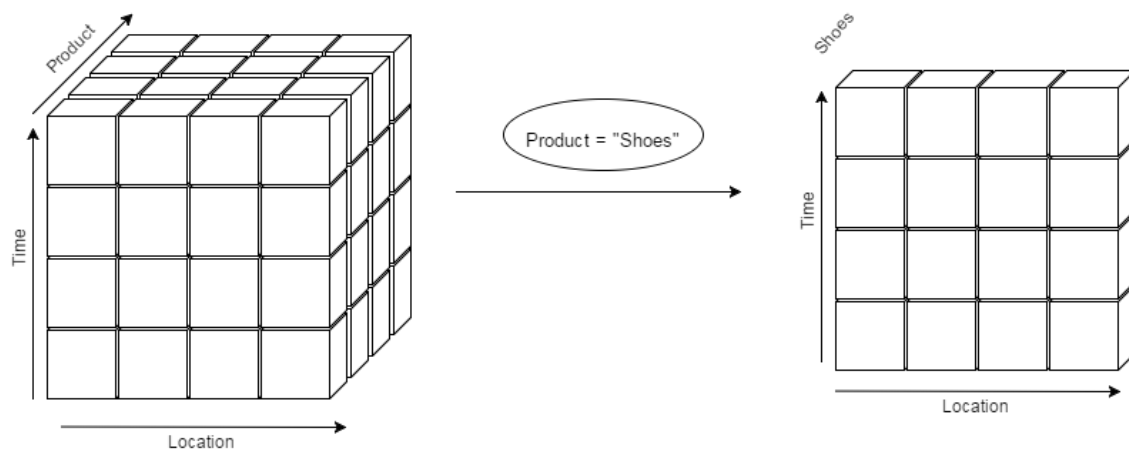 Product
Time
Location
Product = "Shoes"
Shoes
Time
Location